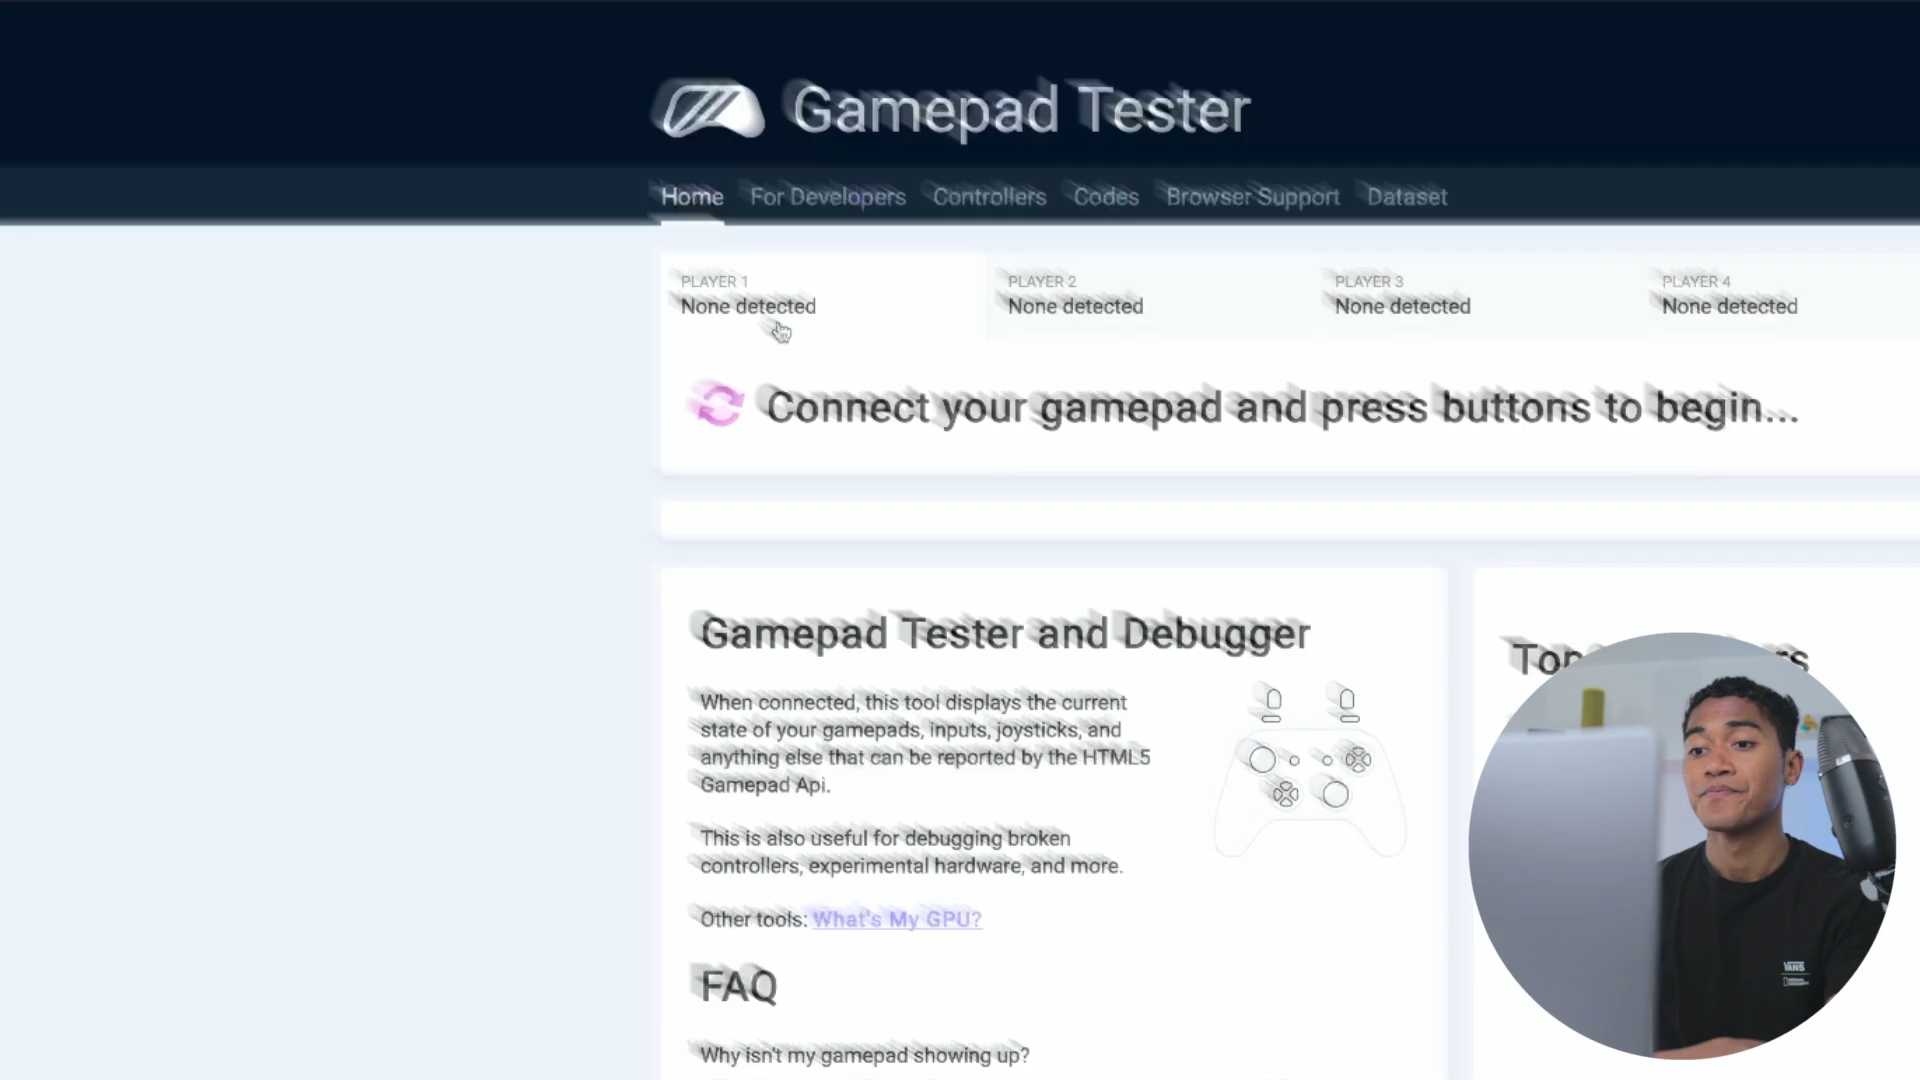 Gamepad Tester
Home For Developers Controllers Codes Browser Support Dataset
PLAYER 1 PLAYER 2 PLAYER 3 PLAYER 4
None detected None detected None detected None detected
Connect your gamepad and press buttons to begin...
Gamepad Tester and Debugger
When connected, this tool displays the current
state of your gamepads, inputs, joysticks, and
anything else that can be reported by the HTML5
Gamepad Api.
This is also useful for debugging broken
controllers, experimental hardware, and more.
Other tools: What's My GPU?
FAQ
Why isn't my gamepad showing up?
VANS